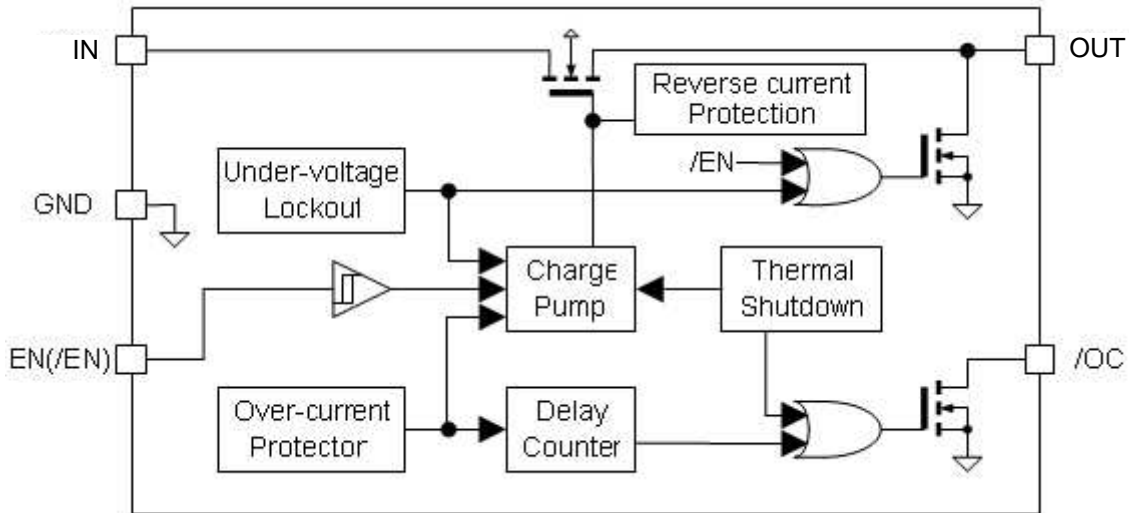 IN
OUT
Reverse current
Protection
/EN
Under-voltage
Lockout
GND
Charge
Pump
Thermal
Shutdown
EN(/EN)
/OC
Over-current
Protector
Delay
Counter